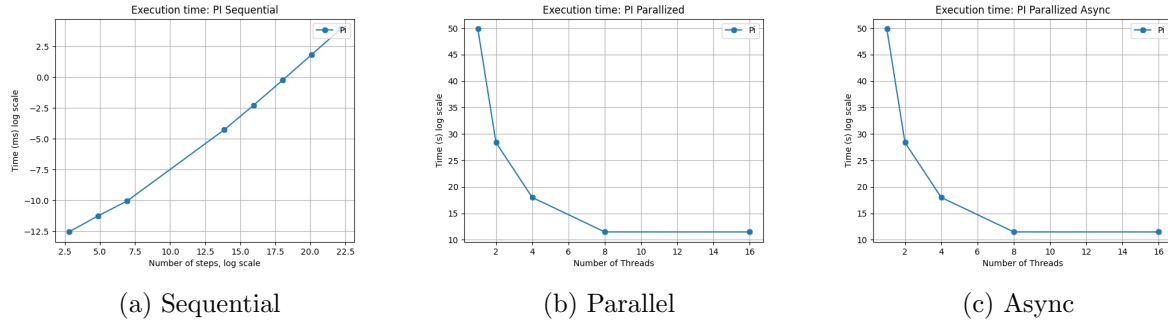 Execution time: PI Sequential
Pi
2.5
0.0
−2.5
−5.0
−7.5
−10.0
−12.5
Time (ms) log scale
2.5 5.0 7.5 10.0 12.5 15.0 17.5 20.0 22.5
Number of steps, log scale
(a) Sequential
Execution time: PI Parallized
Pi
50
45
40
35
30
25
20
15
10
Time (s) log scale
2 4 6 8 10 12 14 16
Number of Threads
(b) Parallel
Execution time: PI Parallized Async
Pi
50
45
40
35
30
25
20
15
10
Time (s) log scale
2 4 6 8 10 12 14 16
Number of Threads
(c) Async